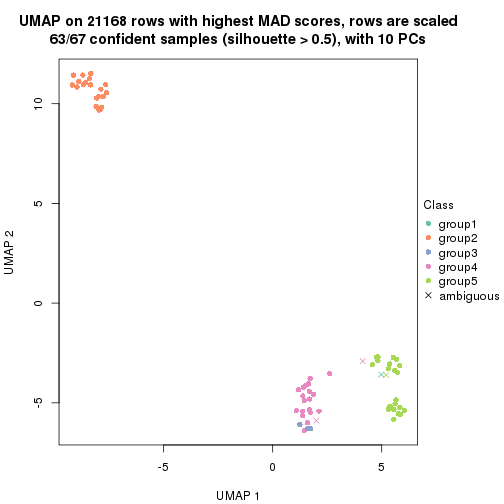 UMAP on 21168 rows with highest MAD scores, rows are scaled
63/67 confident samples (silhouette > 0.5), with 10 PCs
10
5
0
-5
UMAP 2
-5
0
5
UMAP 1
Class
group1
group2
group3
group4
group5
ambiguous